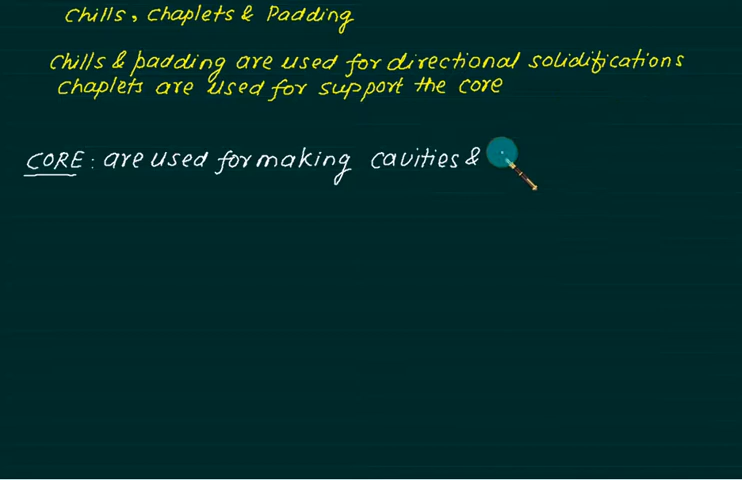 Chills, Chaplets & Padding
Chills & padding are used for directional solidifications
Chaplets are used for support the core
CORE : are used for making cavities &